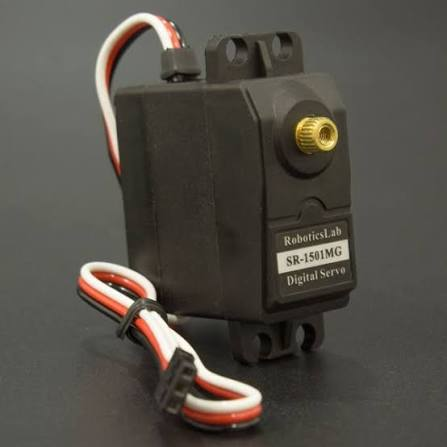 RoboticsLab
SR-1501MG
Digital Servo